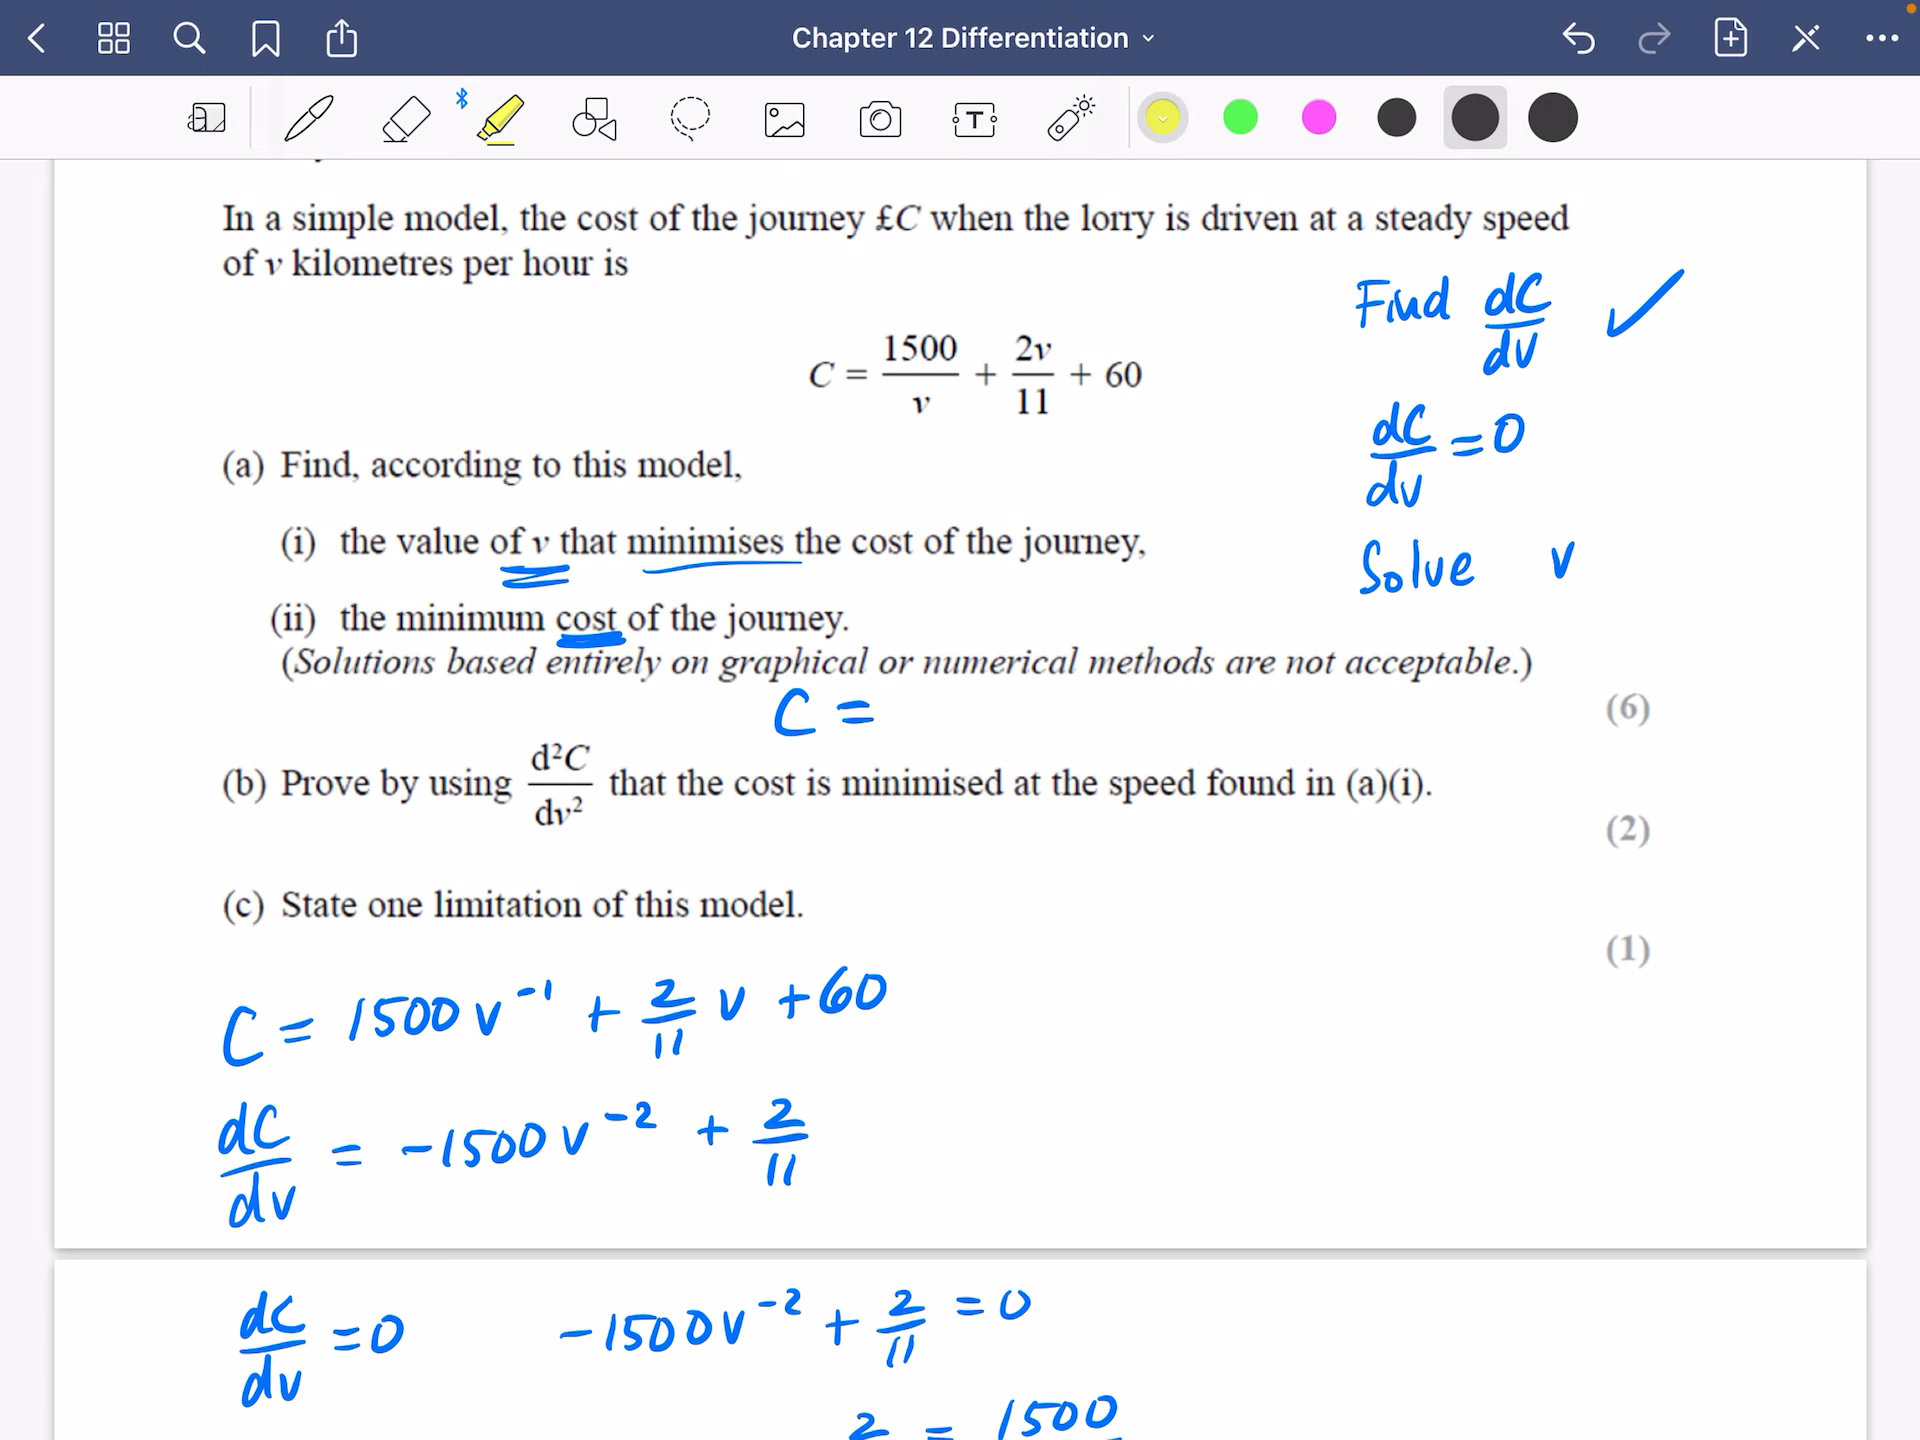 Chapter 12 Differentiation
In a simple model, the cost of the journey £C when the lorry is driven at a steady speed
of v kilometres per hour is
C = 1500/v + 2v/11 + 60
Find dC/dv ✓
dC/dv = 0
Solve v
(a) Find, according to this model,
(i) the value of v that minimises the cost of the journey,
(ii) the minimum cost of the journey.
(Solutions based entirely on graphical or numerical methods are not acceptable.)
C =
(6)
(b) Prove by using d²C/dv² that the cost is minimised at the speed found in (a)(i).
(2)
(c) State one limitation of this model.
(1)
C = 1500v⁻¹ + 2/11 v + 60
dC/dv = -1500v⁻² + 2/11
dC/dv = 0 -1500v⁻² + 2/11 = 0
2 = 1500